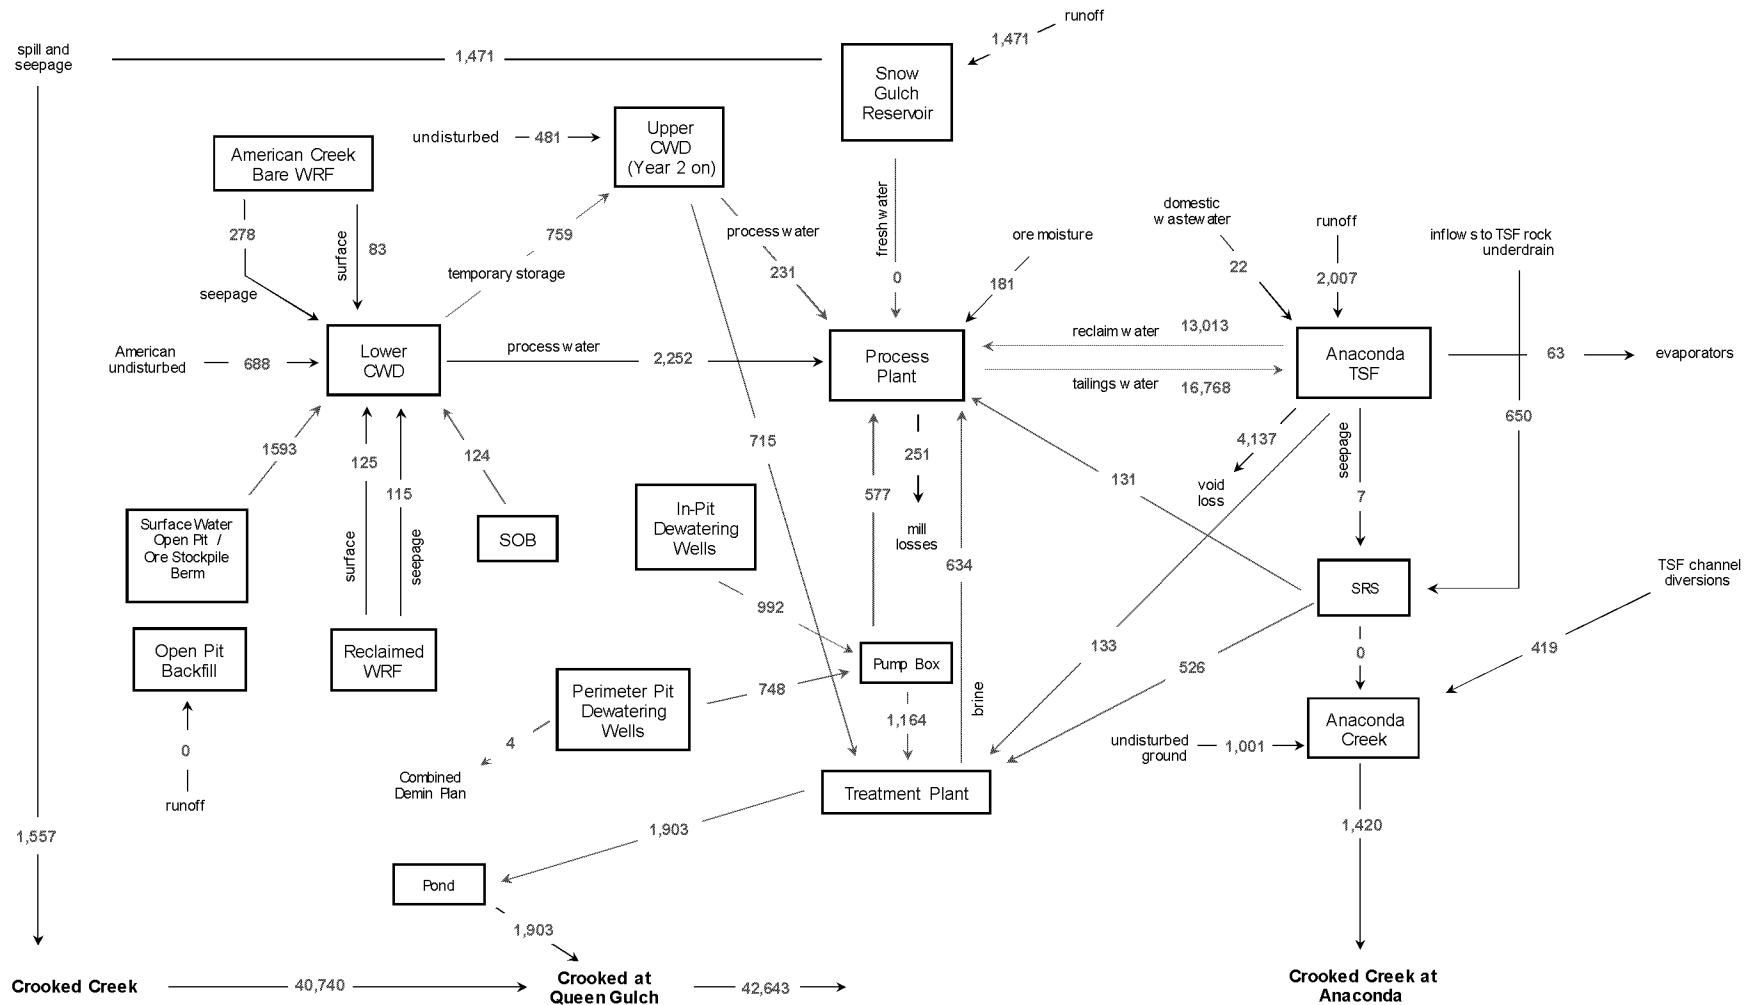 runoff
1,471
spill and
seepage
1,471
Snow
Gulch
Reservoir
undisturbed
481
Upper
CWD
(Year 2 on)
American Creek
Bare WRF
278
surface
83
seepage
759
temporary storage
process water
231
fresh water
0
ore moisture
181
domestic
wastewater
22
runoff
2,007
inflows to TSF rock
underdrain
American
undisturbed
688
Lower
CWD
process water
2,252
Process
Plant
reclaim water
13,013
tailings water
16,768
Anaconda
TSF
63
evaporators
650
1593
125
115
124
surface
seepage
715
577
251
mill
losses
131
4,137
void
loss
seepage
7
Surface Water
Open Pit /
Ore Stockpile
Berm
SOB
In-Pit
Dewatering
Wells
992
634
brine
SRS
TSF channel
diversions
Open Pit
Backfill
Reclaimed
WRF
Pump Box
133
526
0
419
Perimeter Pit
Dewatering
Wells
748
4
Combined
Demin Plan
1,164
0
runoff
undisturbed
ground
1,001
Anaconda
Creek
Treatment Plant
1,557
1,903
1,420
Pond
1,903
Crooked Creek
40,740
Crooked at
Queen Gulch
42,643
Crooked Creek at
Anaconda